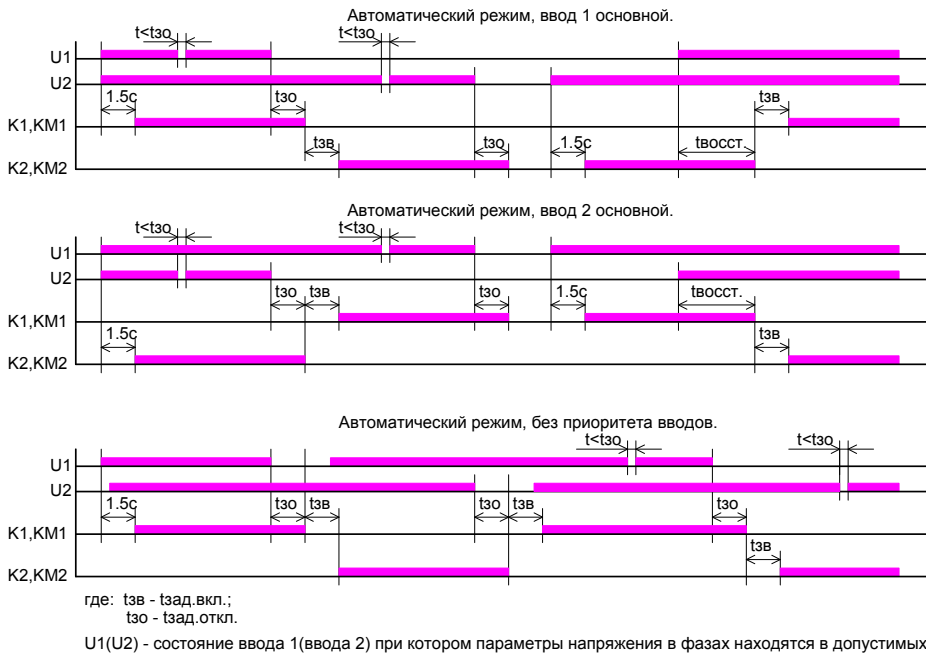 Автоматический режим, ввод 1 основной.
t<tзо t<tзо
U1
U2
1.5с tзо tзв
K1,KM1
tзв tзо 1.5с tвосст.
K2,KM2
Автоматический режим, ввод 2 основной.
t<tзо t<tзо
U1
U2
tзо tзв tзо 1.5с tвосст.
K1,KM1
1.5с tзв
K2,KM2
Автоматический режим, без приоритета вводов.
t<tзо t<tзо
U1
U2
1.5с tзо tзв tзо tзв tзо
K1,KM1
tзв
K2,KM2
где: tзв - tзад.вкл.;
tзо - tзад.откл.
U1(U2) - состояние ввода 1(ввода 2) при котором параметры напряжения в фазах находятся в допустимых